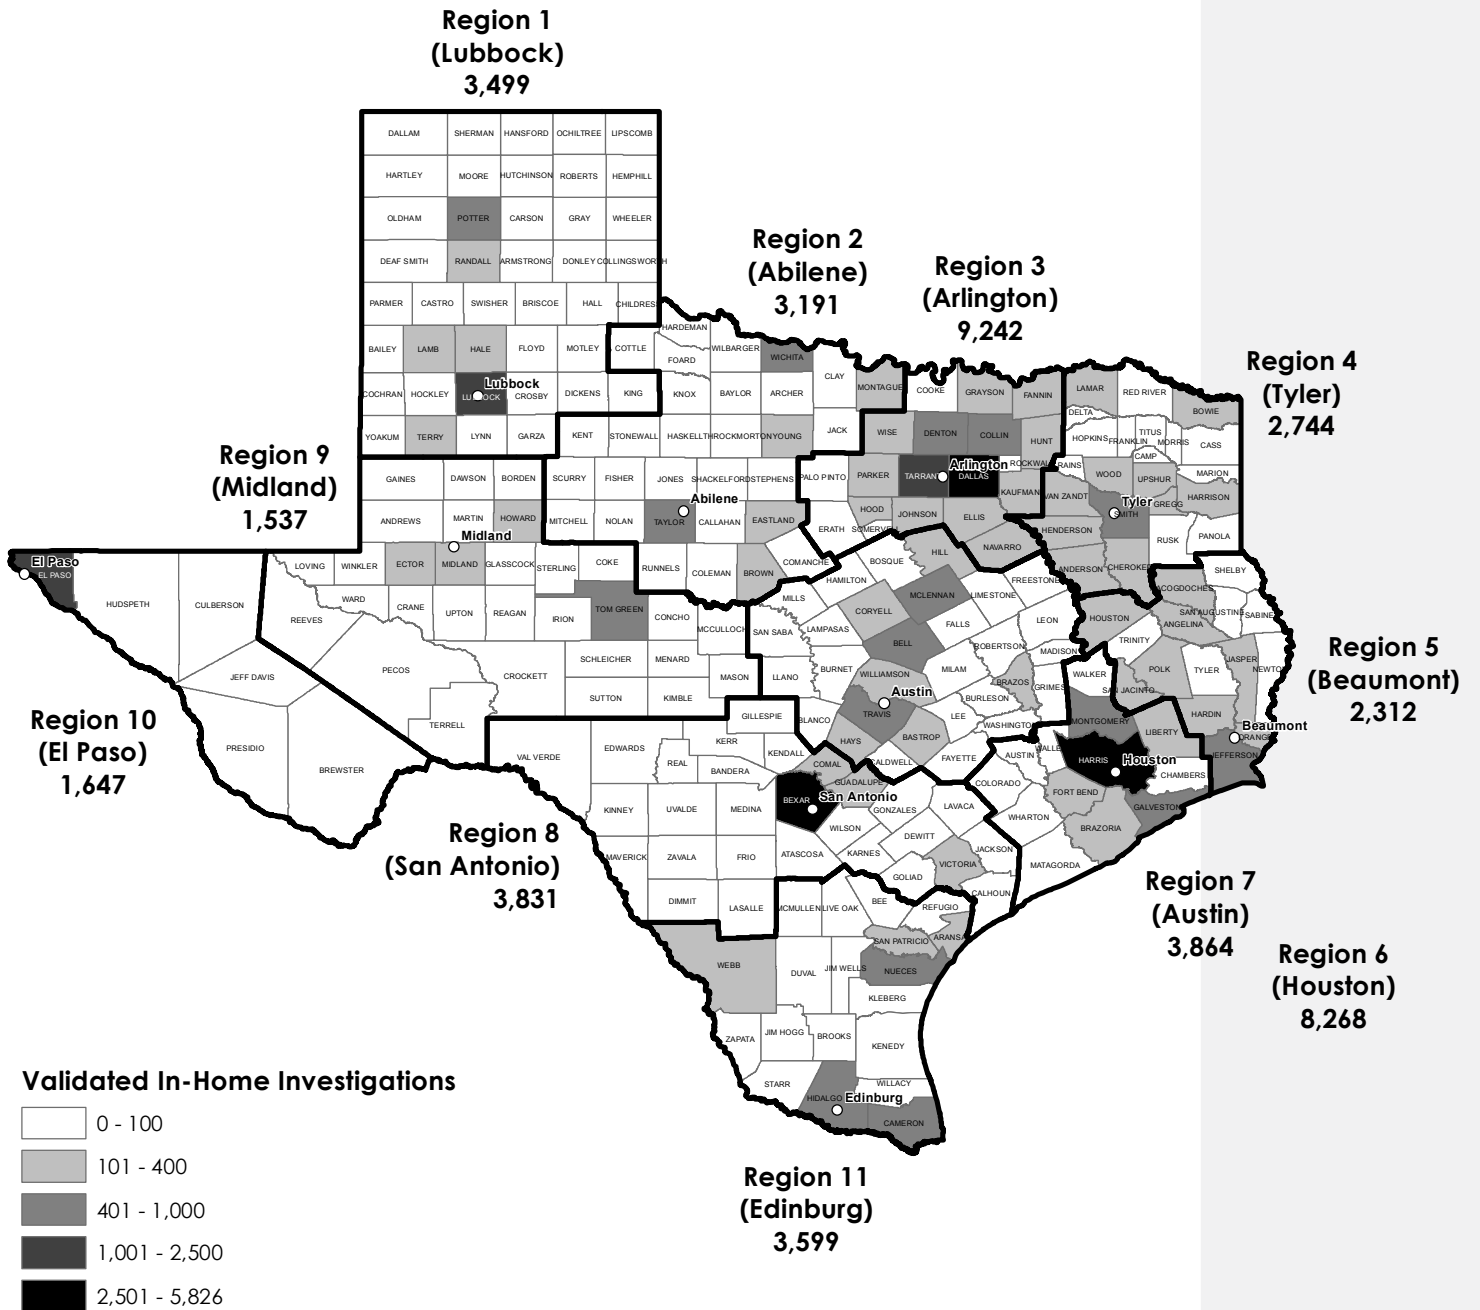 Region 1
(Lubbock)
3,499
DALLAM SHERMAN HANSFORD OCHILTREE LIPSCOMB
HARTLEY MOORE HUTCHINSON ROBERTS HEMPHILL
OLDHAM POTTER CARSON GRAY WHEELER
DEAF SMITH RANDALL ARMSTRONG DONLEY COLLINGSWORTH
PARMER CASTRO SWISHER BRISCOE HALL CHILDRESS
BAILEY LAMB HALE FLOYD MOTLEY COTTLE
COCHRAN HOCKLEY LUBBOCK CROSBY DICKENS KING
Lubbock
YOAKUM TERRY LYNN GARZA KENT STONEWALL HASKELL THROCKMORTON YOUNG JACK
Region 2
(Abilene)
3,191
HARDEMAN
FOARD WILBARGER WICHITA
CLAY MONTAGUE
KNOX BAYLOR ARCHER
Region 3
(Arlington)
9,242
COOKE GRAYSON FANNIN
WISE DENTON COLLIN HUNT
PALO PINTO PARKER TARRANT DALLAS ROCKWALL
Arlington
KAUFMAN
HOOD JOHNSON ELLIS
ERATH SOMERVELL NAVARRO
Region 4
(Tyler)
2,744
LAMAR RED RIVER BOWIE
DELTA
HOPKINS FRANKLIN TITUS MORRIS CASS
CAMP
RAINS WOOD UPSHUR MARION
VAN ZANDT SMITH GREGG HARRISON
Tyler
HENDERSON RUSK PANOLA
ANDERSON CHEROKEE
Region 9
(Midland)
1,537
GAINES DAWSON BORDEN SCURRY FISHER JONES SHACKELFORD STEPHENS
Abilene
ANDREWS MARTIN HOWARD MITCHELL NOLAN TAYLOR CALLAHAN EASTLAND
Midland
LOVING WINKLER ECTOR MIDLAND GLASSCOCK STERLING COKE RUNNELS COLEMAN BROWN COMANCHE
WARD CRANE UPTON REAGAN IRION TOM GREEN CONCHO MCCULLOCH
REEVES PECOS CROCKETT SCHLEICHER MENARD MASON
SUTTON KIMBLE
TERRELL
El Paso
EL PASO HUDSPETH CULBERSON
JEFF DAVIS
PRESIDIO BREWSTER
Region 10
(El Paso)
1,647
HAMILTON BOSQUE HILL
MILLS CORYELL MCLENNAN LIMESTONE FREESTONE
SAN SABA LAMPASAS BELL FALLS LEON
LLANO BURNET WILLIAMSON MILAM ROBERTSON MADISON
BRAZOS GRIMES
Austin
TRAVIS BURLESON
BLANCO LEE WASHINGTON
HAYS BASTROP
CALDWELL FAYETTE
SHELBY
NACOGDOCHES
HOUSTON SAN AUGUSTINE SABINE
TRINITY ANGELINA
POLK TYLER JASPER NEWTON
SAN JACINTO
HARDIN
Beaumont
ORANGE
JEFFERSON
Region 5
(Beaumont)
2,312
WALKER
MONTGOMERY LIBERTY
AUSTIN WALLER HARRIS Houston
CHAMBERS
COLORADO FORT BEND GALVESTON
WHARTON BRAZORIA
MATAGORDA
VAL VERDE EDWARDS KERR GILLESPIE
REAL BANDERA KENDALL COMAL
GUADALUPE
KINNEY UVALDE MEDINA BEXAR San Antonio
GONZALES LAVACA
WILSON DEWITT
MAVERICK ZAVALA FRIO ATASCOSA KARNES JACKSON
GOLIAD VICTORIA
DIMMIT LASALLE CALHOUN
Region 8
(San Antonio)
3,831
Region 7
(Austin)
3,864
Region 6
(Houston)
8,268
MCMULLEN LIVE OAK BEE REFUGIO
SAN PATRICIO ARANSAS
WEBB DUVAL JIM WELLS NUECES
KLEBERG
ZAPATA JIM HOGG BROOKS KENEDY
STARR HIDALGO WILLACY
Edinburg
CAMERON
Region 11
(Edinburg)
3,599
Validated In-Home Investigations
0 - 100
101 - 400
401 - 1,000
1,001 - 2,500
2,501 - 5,826